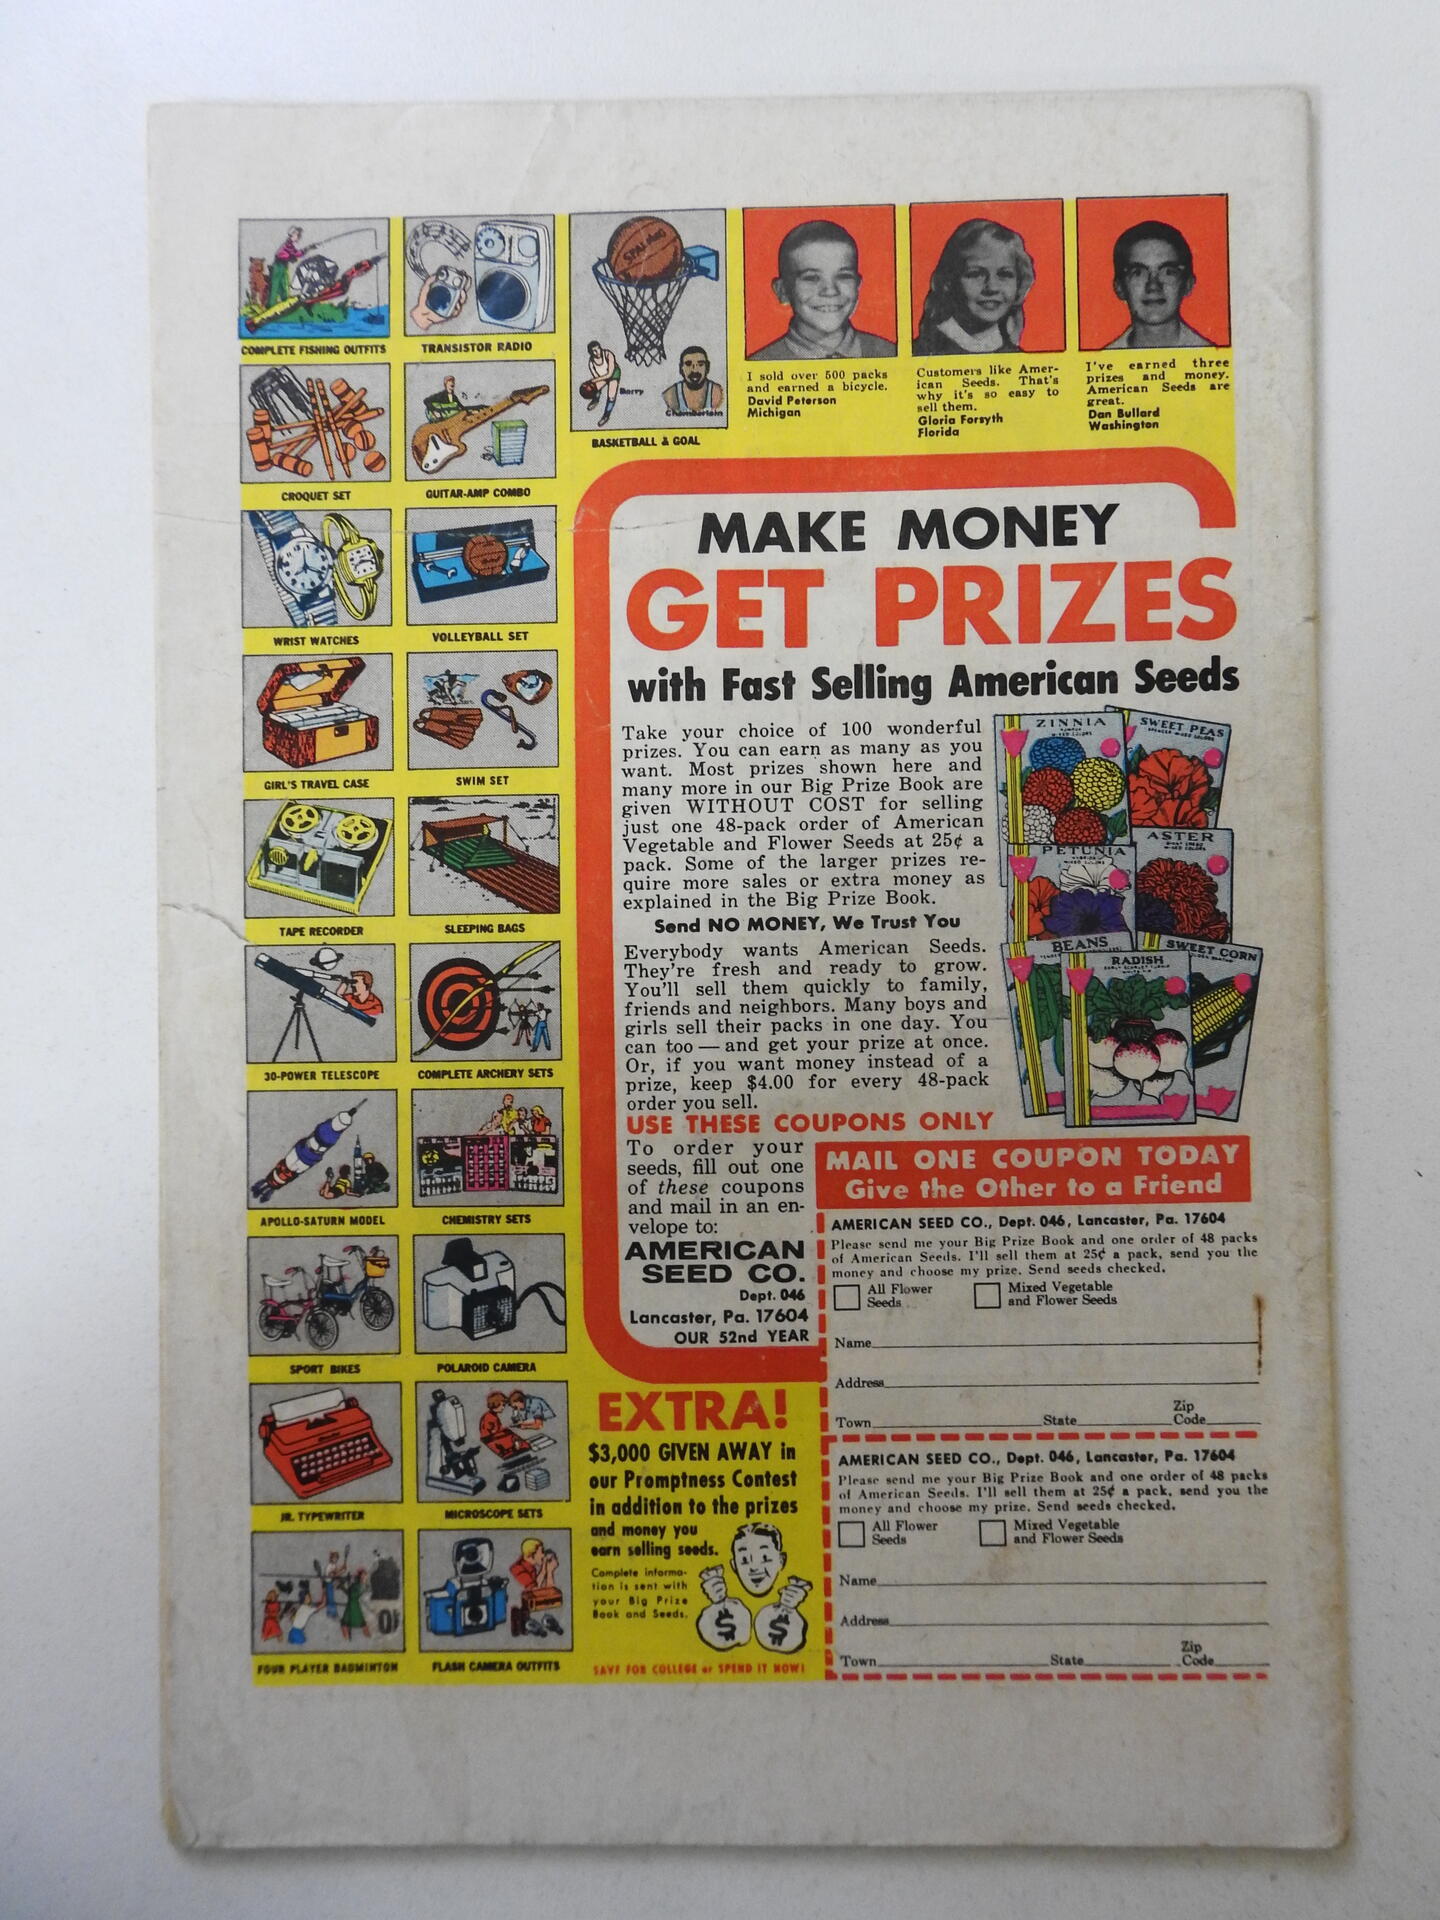 COMPLETE FISHING OUTFITS
TRANSISTOR RADIO
SPALDING
Barry
Chamberlain
BASKETBALL & GOAL
I sold over 500 packs
and earned a bicycle.
David Peterson
Michigan
Customers like Amer-
ican Seeds. That's
why it's so easy to
sell them.
Gloria Forsyth
Florida
I've earned three
prizes and money.
American Seeds are
great.
Dan Bullard
Washington
CROQUET SET
GUITAR-AMP COMBO
WRIST WATCHES
VOLLEYBALL SET
GIRL'S TRAVEL CASE
SWIM SET
TAPE RECORDER
SLEEPING BAGS
30-POWER TELESCOPE
COMPLETE ARCHERY SETS
APOLLO-SATURN MODEL
CHEMISTRY SETS
SPORT BIKES
POLAROID CAMERA
JR. TYPEWRITER
MICROSCOPE SETS
FOUR PLAYER BADMINTON
FLASH CAMERA OUTFITS
MAKE MONEY
GET PRIZES
with Fast Selling American Seeds
Take your choice of 100 wonderful
prizes. You can earn as many as you
want. Most prizes shown here and
many more in our Big Prize Book are
given WITHOUT COST for selling
just one 48-pack order of American
Vegetable and Flower Seeds at 25¢ a
pack. Some of the larger prizes re-
quire more sales or extra money as
explained in the Big Prize Book.
Send NO MONEY, We Trust You
Everybody wants American Seeds.
They're fresh and ready to grow.
You'll sell them quickly to family,
friends and neighbors. Many boys and
girls sell their packs in one day. You
can too — and get your prize at once.
Or, if you want money instead of a
prize, keep $4.00 for every 48-pack
order you sell.
ZINNIA
SWEET PEAS
PETUNIA
ASTER
BEANS
RADISH
SWEET CORN
USE THESE COUPONS ONLY
To order your
seeds, fill out one
of these coupons
and mail in an en-
velope to:
AMERICAN
SEED CO.
Dept. 046
Lancaster, Pa. 17604
OUR 52nd YEAR
MAIL ONE COUPON TODAY
Give the Other to a Friend
AMERICAN SEED CO., Dept. 046, Lancaster, Pa. 17604
Please send me your Big Prize Book and one order of 48 packs
of American Seeds. I'll sell them at 25¢ a pack, send you the
money and choose my prize. Send seeds checked.
All Flower
Seeds
Mixed Vegetable
and Flower Seeds
Name
Address
Town State Zip Code
AMERICAN SEED CO., Dept. 046, Lancaster, Pa. 17604
Please send me your Big Prize Book and one order of 48 packs
of American Seeds. I'll sell them at 25¢ a pack, send you the
money and choose my prize. Send seeds checked.
All Flower
Seeds
Mixed Vegetable
and Flower Seeds
Name
Address
Town State Zip Code
EXTRA!
$3,000 GIVEN AWAY in
our Promptness Contest
in addition to the prizes
and money you
earn selling seeds.
Complete informa-
tion is sent with
your Big Prize
Book and Seeds.
$ $
SAVE FOR COLLEGE or SPEND IT NOW!